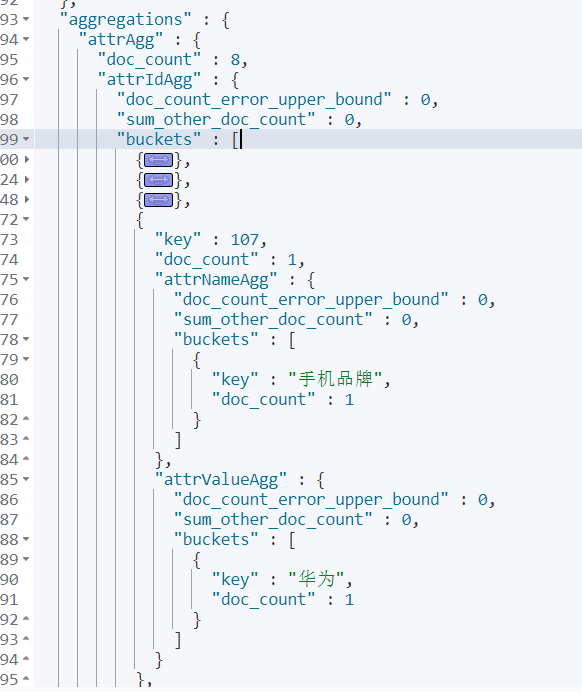 },
93 "aggregations" : {
94 "attrAgg" : {
95 "doc_count" : 8,
96 "attrIdAgg" : {
97 "doc_count_error_upper_bound" : 0,
98 "sum_other_doc_count" : 0,
99 "buckets" : [
00 {},
24 {},
48 {},
72 {
73 "key" : 107,
74 "doc_count" : 1,
75 "attrNameAgg" : {
76 "doc_count_error_upper_bound" : 0,
77 "sum_other_doc_count" : 0,
78 "buckets" : [
79 {
80 "key" : "手机品牌",
81 "doc_count" : 1
82 }
83 ]
84 },
85 "attrValueAgg" : {
86 "doc_count_error_upper_bound" : 0,
87 "sum_other_doc_count" : 0,
88 "buckets" : [
89 {
90 "key" : "华为",
91 "doc_count" : 1
92 }
93 ]
94 }
95 },